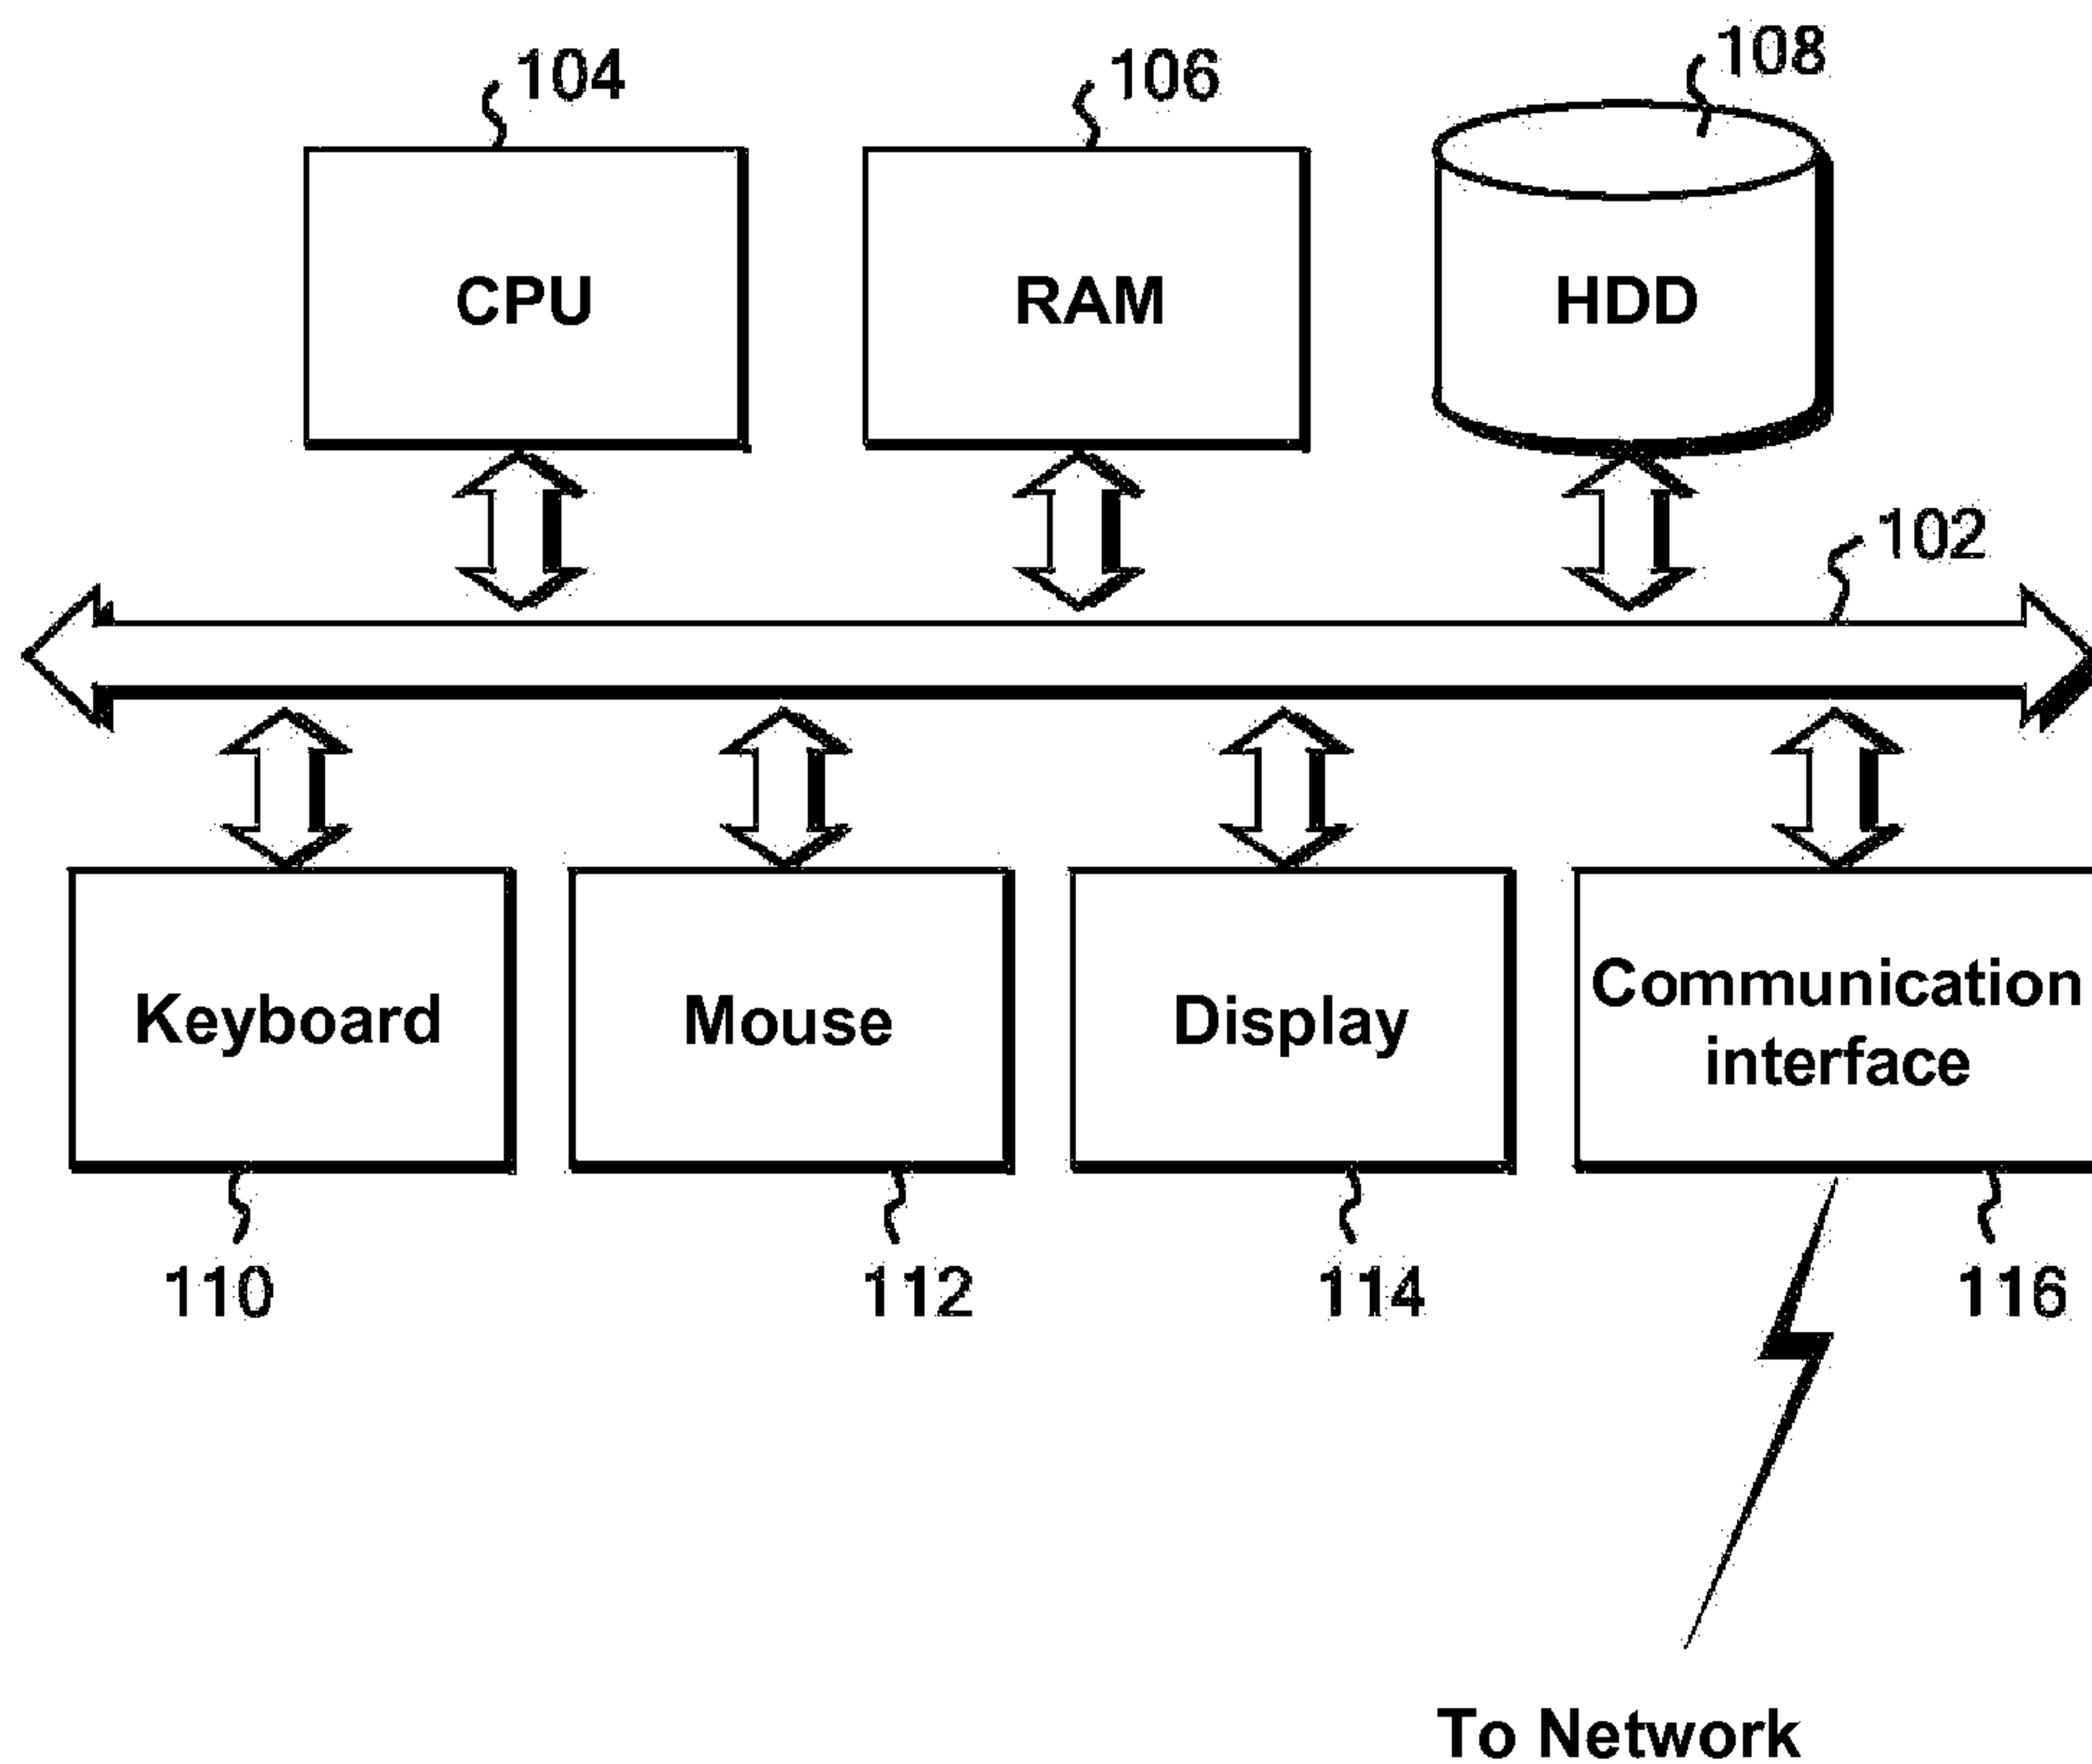 104
106
108
CPU
RAM
HDD
102
Keyboard
Mouse
Display
Communication
interface
110
112
114
116
To Network